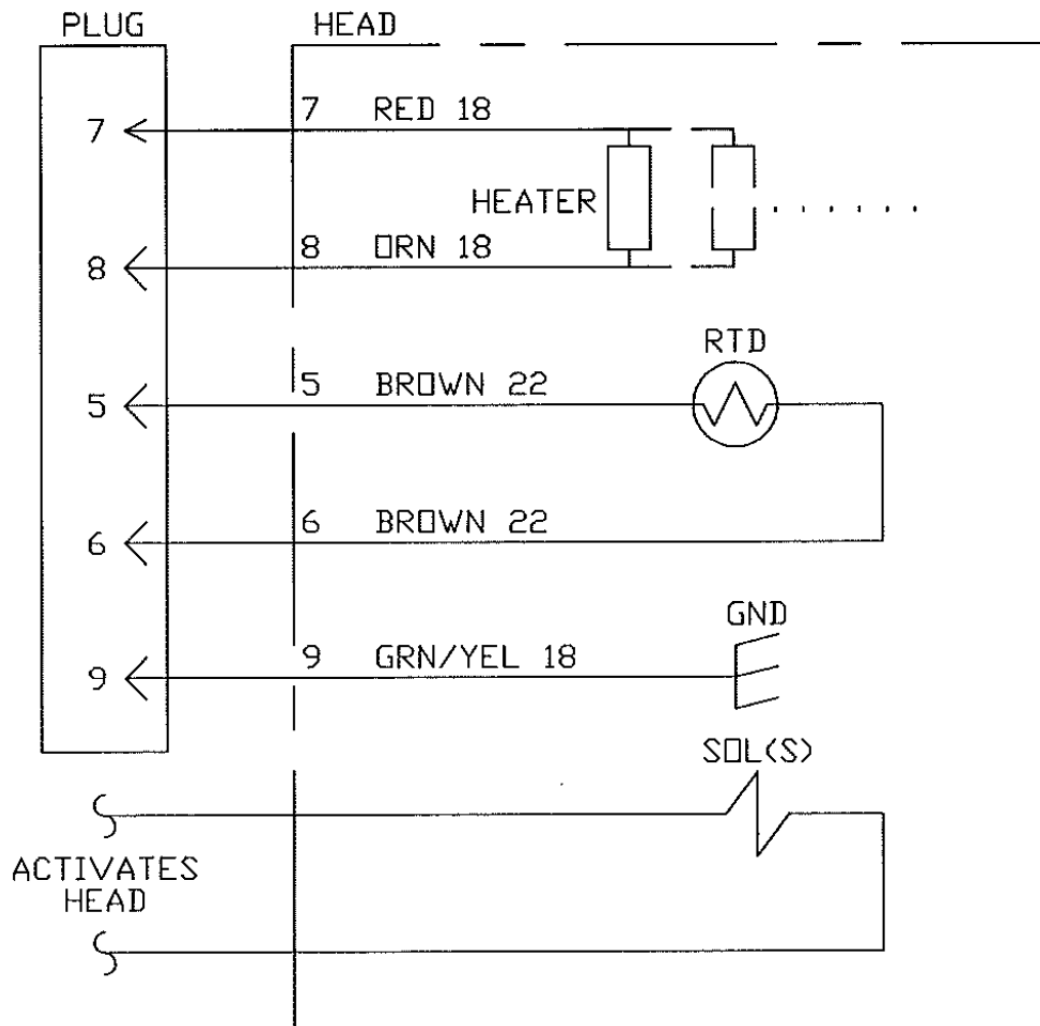 PLUG HEAD
7 7 RED 18
HEATER
8 8 ORN 18
RTD
5 5 BROWN 22
6 6 BROWN 22
GND
9 9 GRN/YEL 18
SOL(S)
ACTIVATES
HEAD